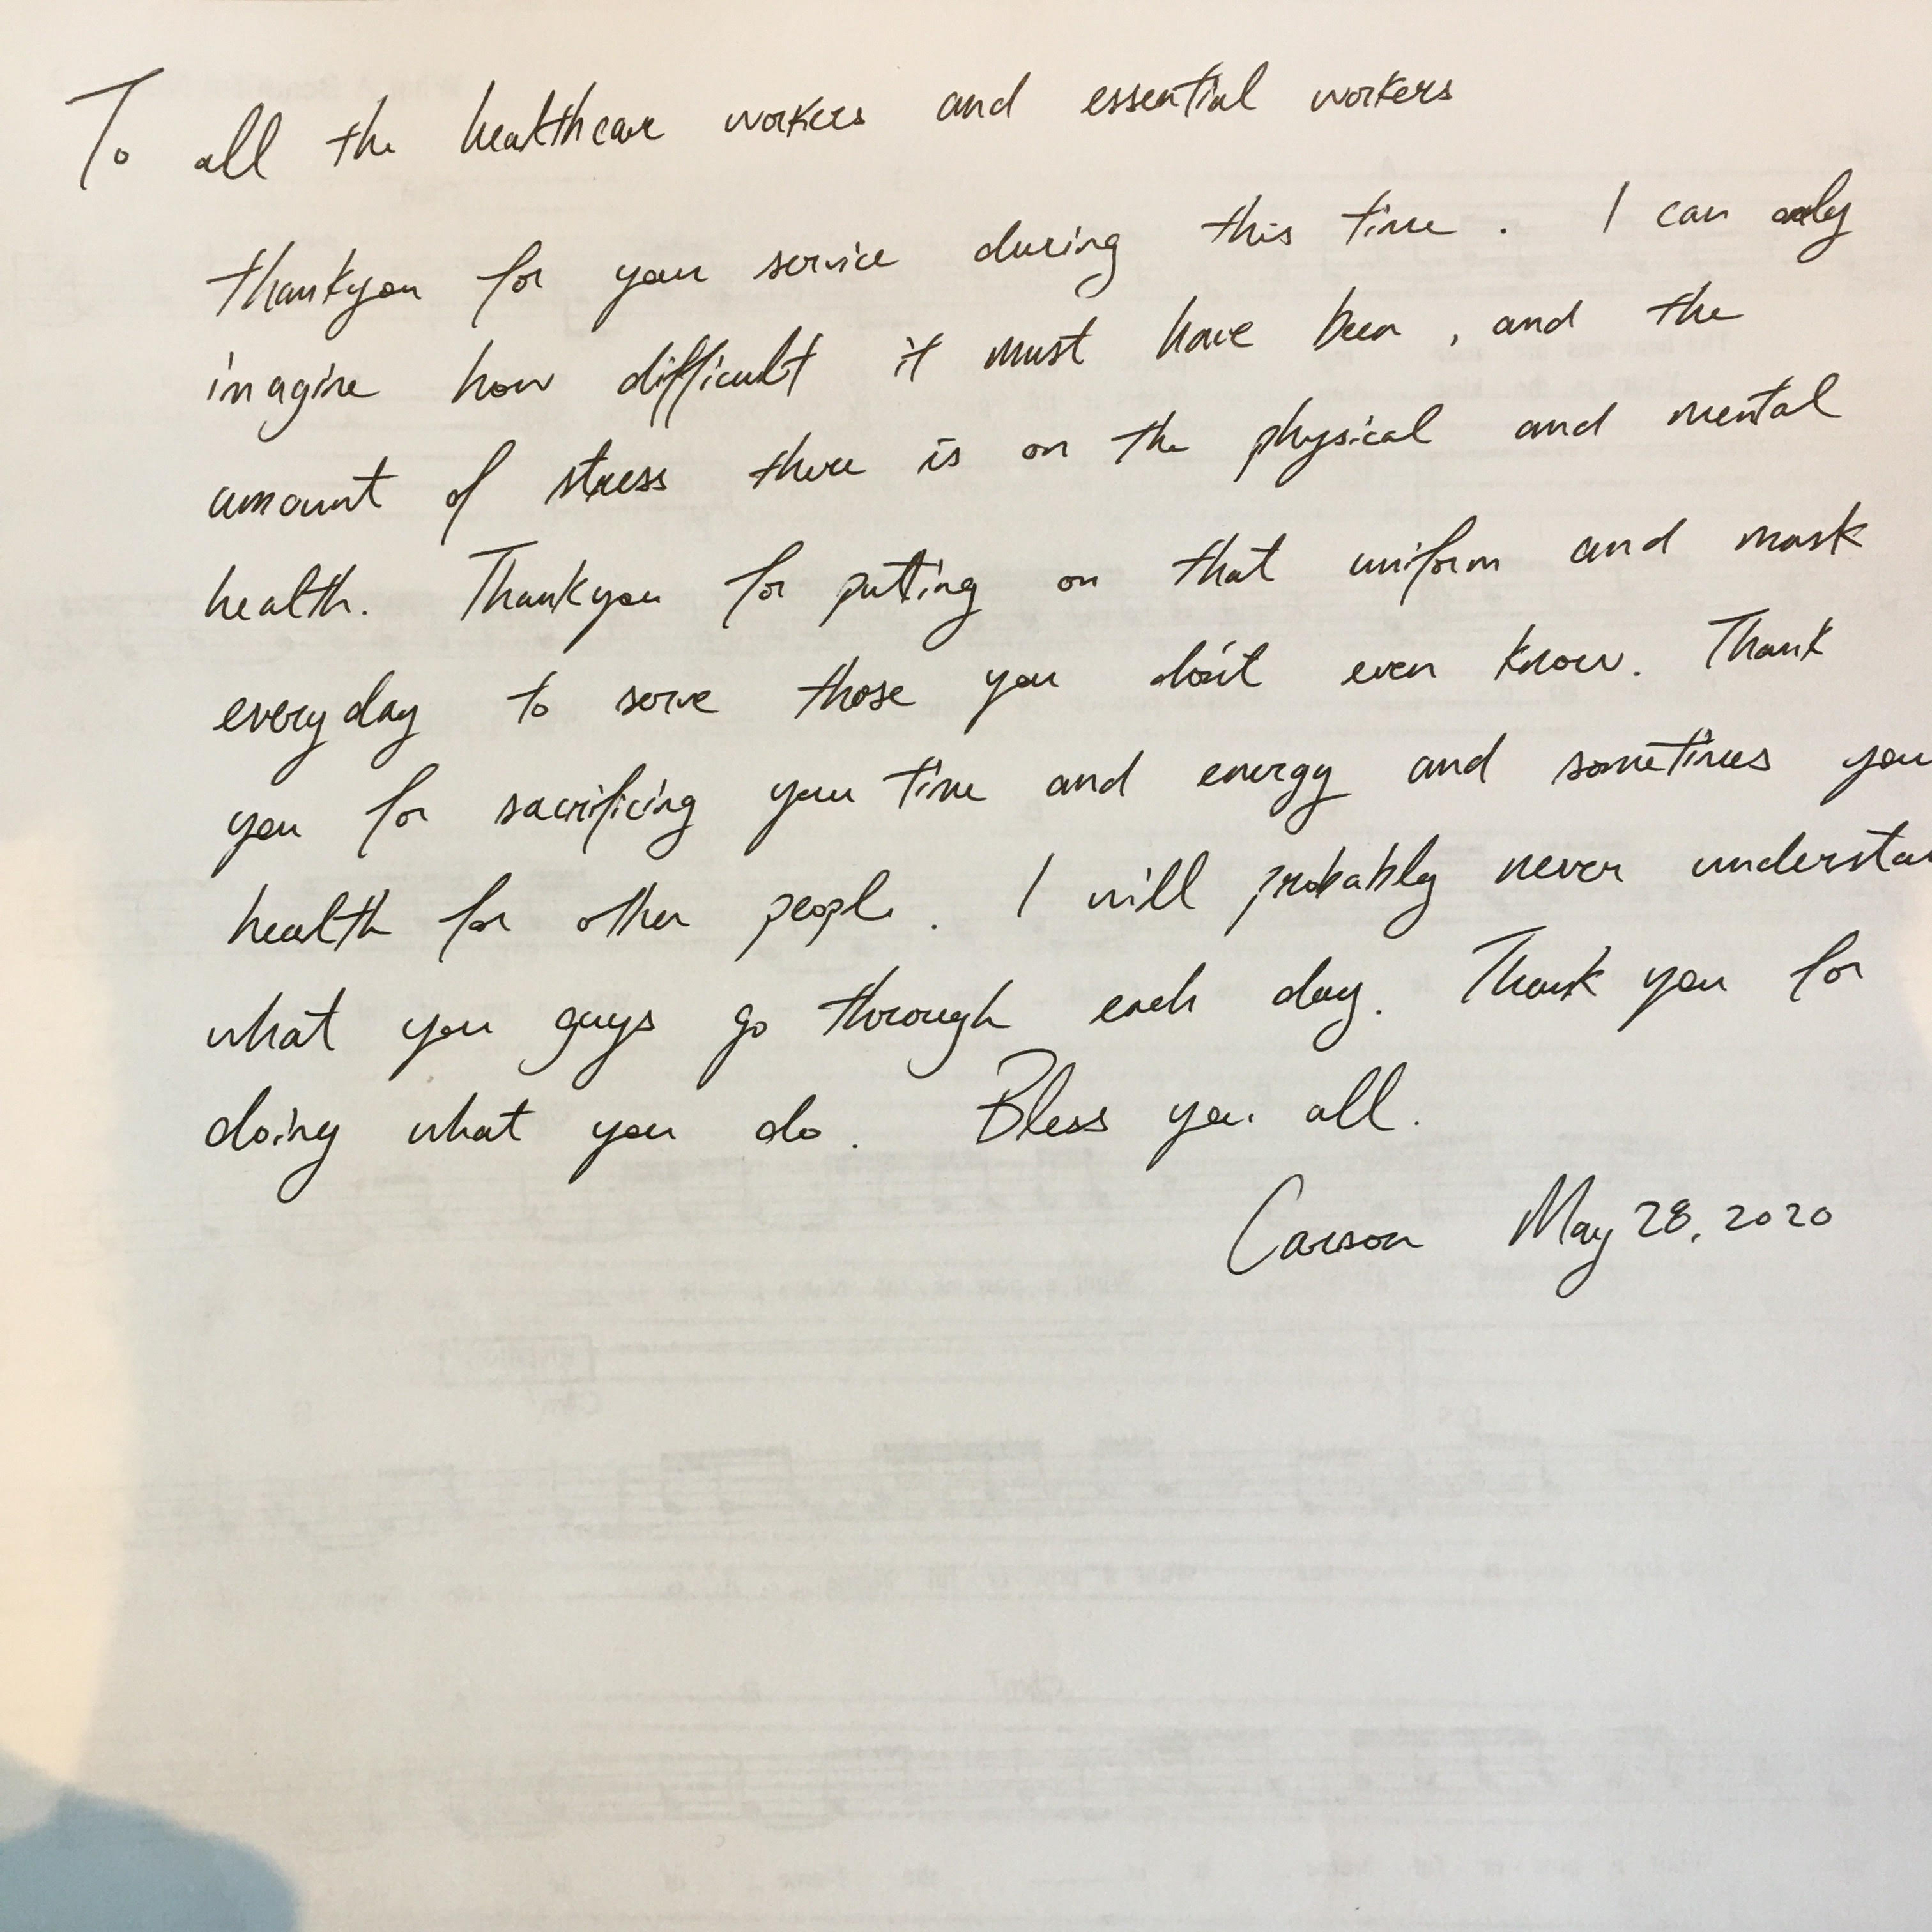 To all the healthcare workers and essential workers
thankyou for your service during this time. I can only
imagine how difficult it must have been, and the
amount of stress there is on the physical and mental
health. Thankyou for putting on that uniform and mask
everyday to serve those you don't even know. Thank
you for sacrificing your time and energy and sometimes you
health for other people. I will probably never understan
what you guys go through each day. Thank you for
doing what you do. Bless you all.
Carson May 28, 2020